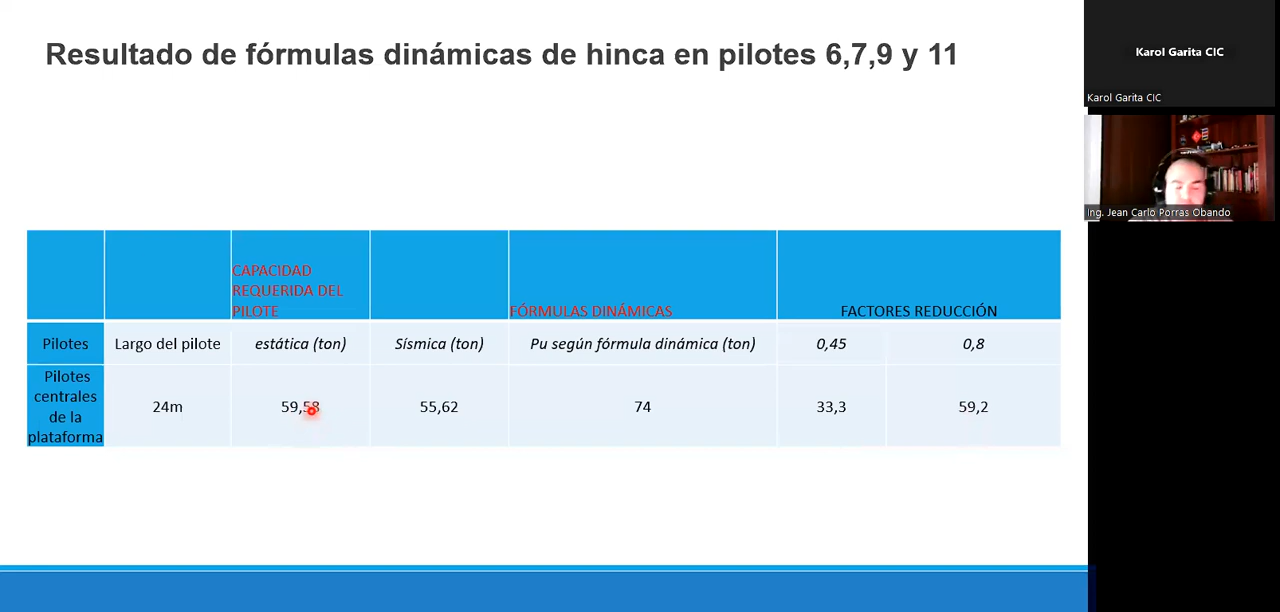 Resultado de fórmulas dinámicas de hinca en pilotes 6,7,9 y 11
Karol Garita CIC
Karol Garita CIC
Ing. Jean Carlo Porras Obando
CAPACIDAD
REQUERIDA DEL
PILOTE
FÓRMULAS DINÁMICAS
FACTORES REDUCCIÓN
Pilotes
Largo del pilote
estática (ton)
Sísmica (ton)
Pu según fórmula dinámica (ton)
0,45
0,8
Pilotes
centrales
de la
plataforma
24m
59,58
55,62
74
33,3
59,2